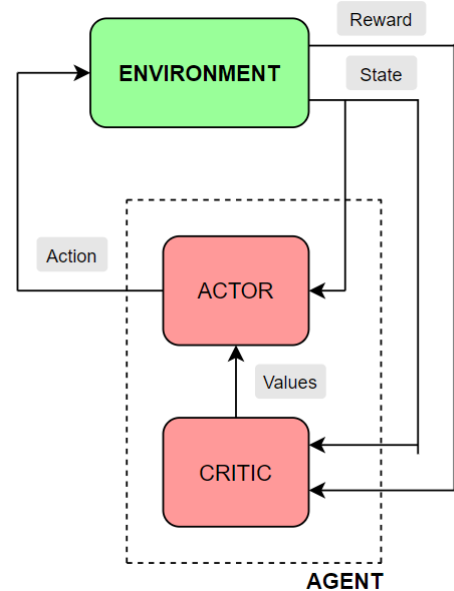 Reward
ENVIRONMENT
State
Action
ACTOR
Values
CRITIC
AGENT